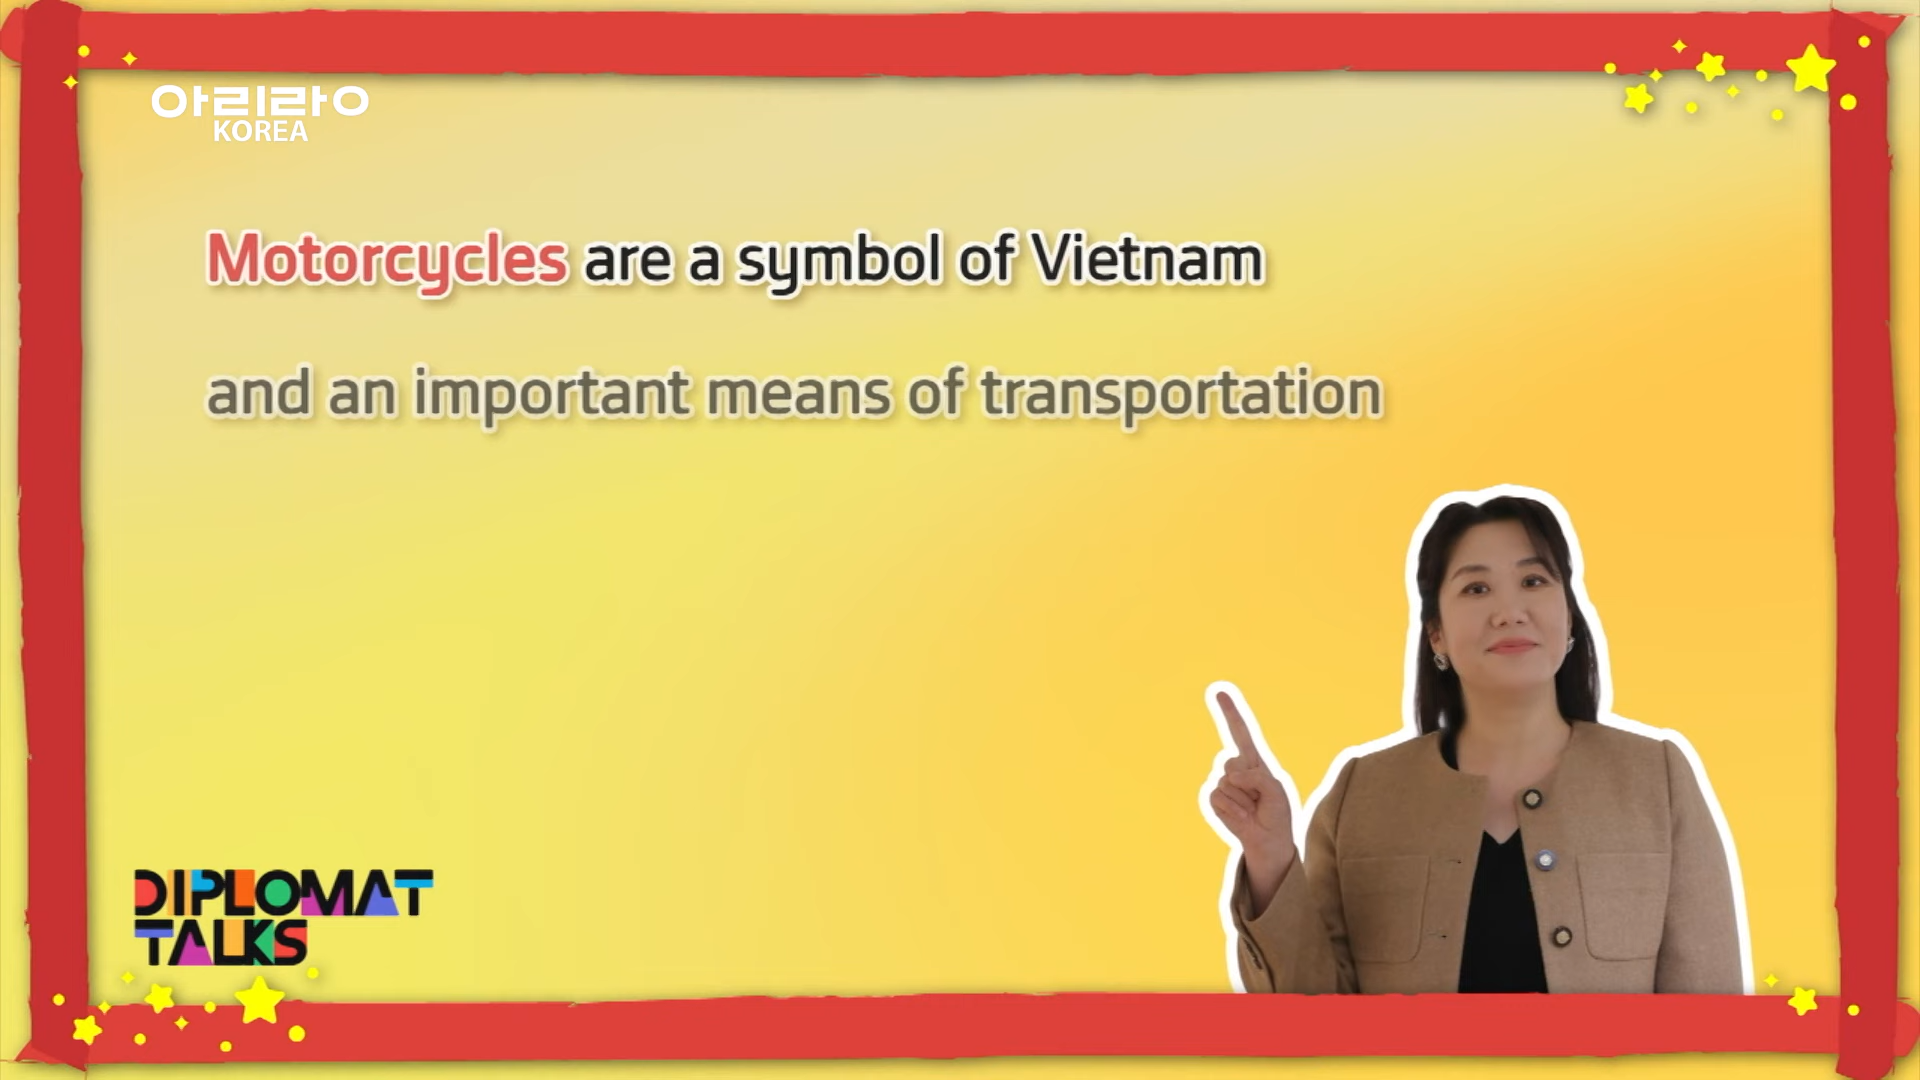 아리랑
KOREA
Motorcycles are a symbol of Vietnam
and an important means of transportation
DIPLOMAT
TALKS